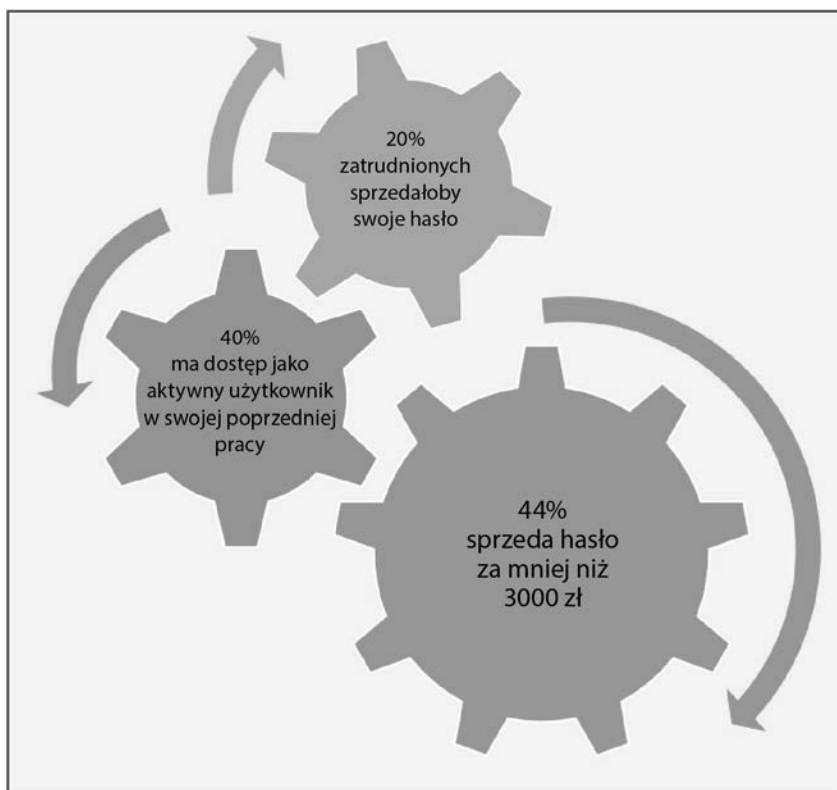 20%
zatrudnionych
sprzedałoby
swoje hasło
40%
ma dostęp jako
aktywny użytkownik
w swojej poprzedniej
pracy
44%
sprzeda hasło
za mniej niż
3000 zł